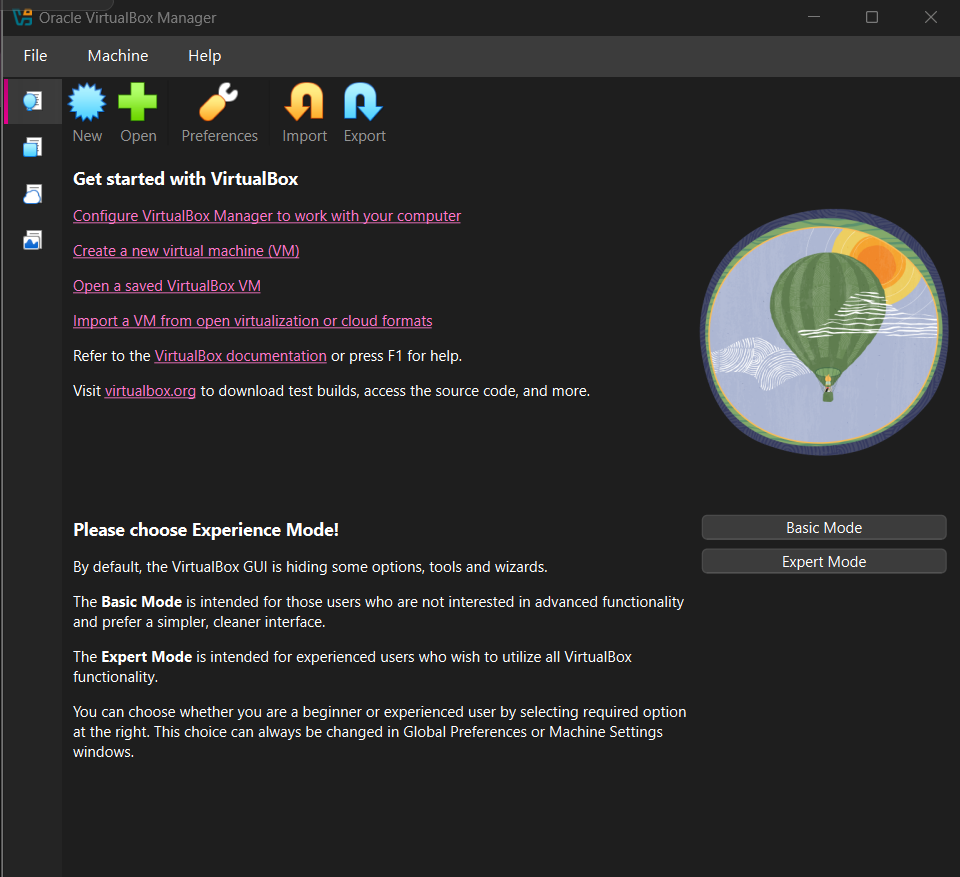 Oracle VirtualBox Manager
File Machine Help
New Open Preferences Import Export
Get started with VirtualBox
Configure VirtualBox Manager to work with your computer
Create a new virtual machine (VM)
Open a saved VirtualBox VM
Import a VM from open virtualization or cloud formats
Refer to the VirtualBox documentation or press F1 for help.
Visit virtualbox.org to download test builds, access the source code, and more.
Please choose Experience Mode!
By default, the VirtualBox GUI is hiding some options, tools and wizards.
The Basic Mode is intended for those users who are not interested in advanced functionality
and prefer a simpler, cleaner interface.
The Expert Mode is intended for experienced users who wish to utilize all VirtualBox
functionality.
You can choose whether you are a beginner or experienced user by selecting required option
at the right. This choice can always be changed in Global Preferences or Machine Settings
windows.
Basic Mode
Expert Mode